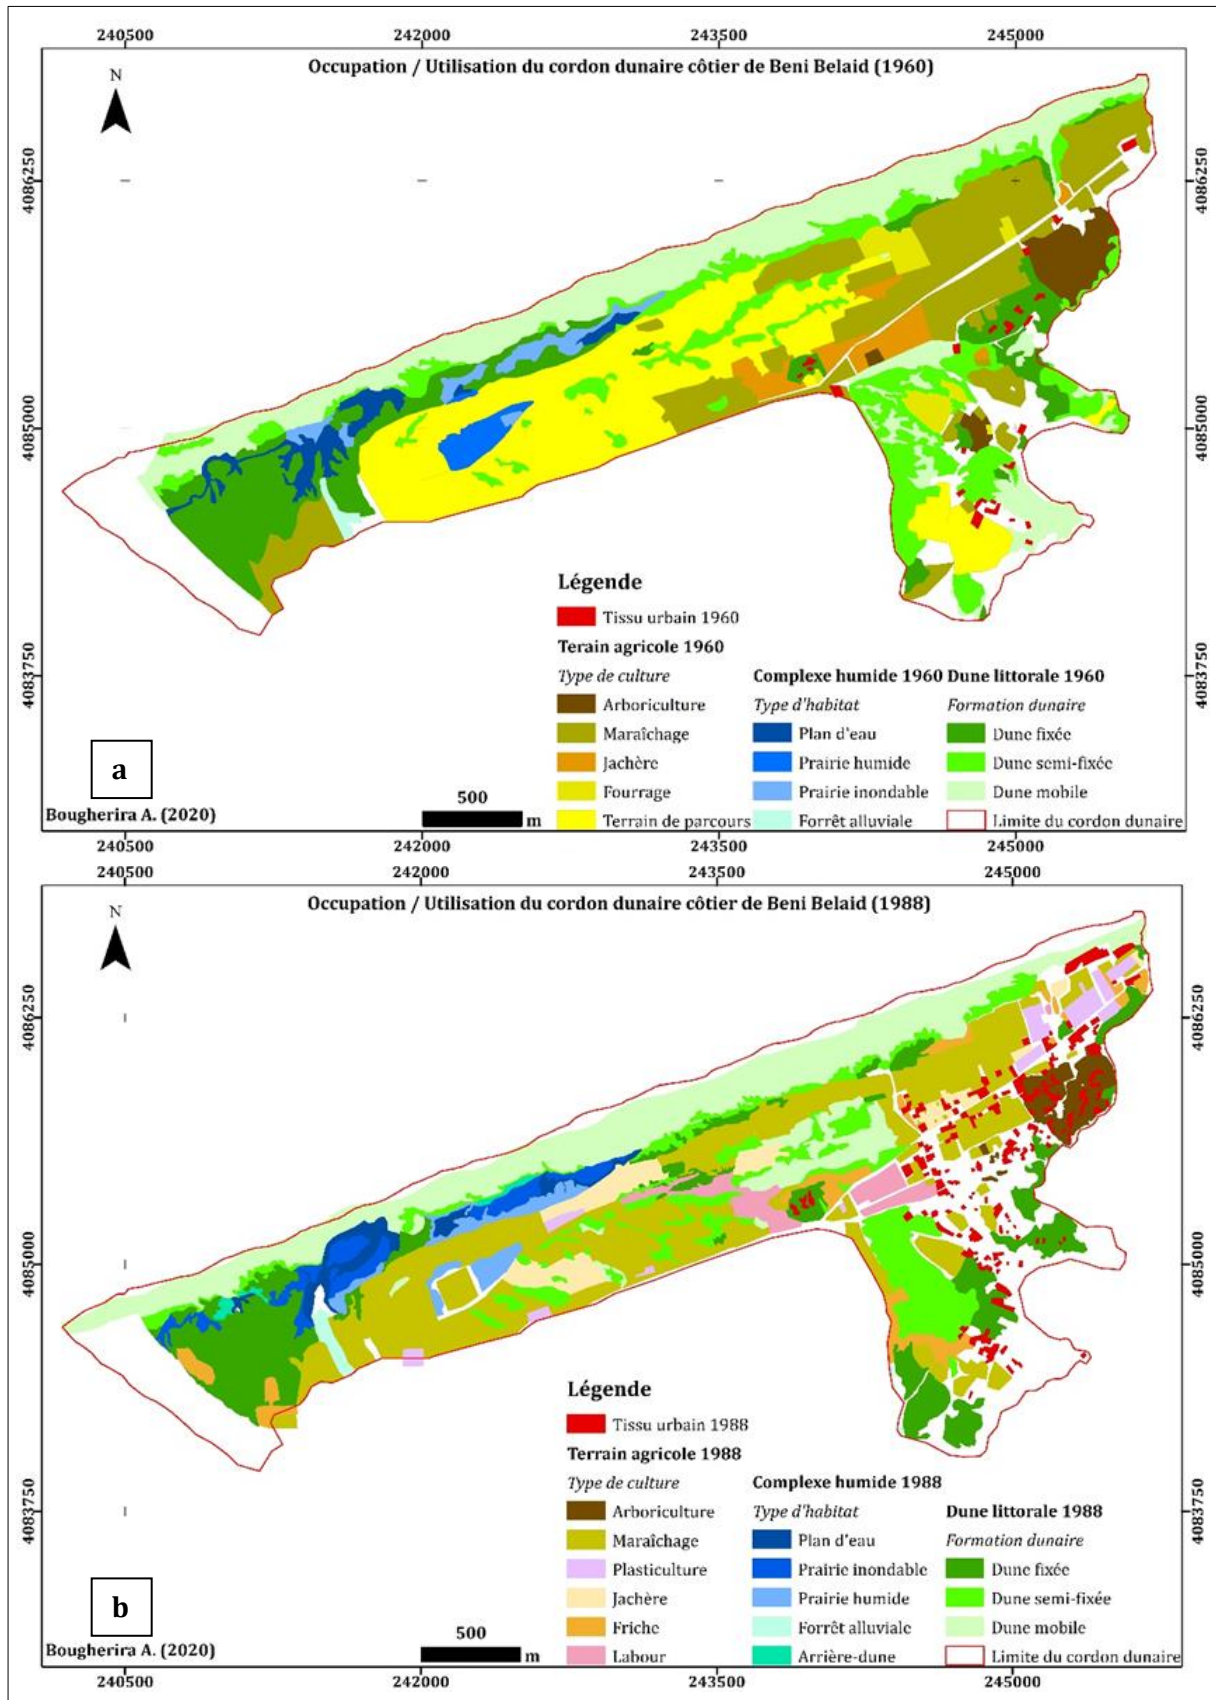 240500 242000 243500 245000
Occupation / Utilisation du cordon dunaire côtier de Beni Belaid (1960)
N
4086250 4086250
4085000 4085000
4083750 4083750
Légende
Tissu urbain 1960
Terain agricole 1960
Type de culture
Arboriculture
Maraîchage
Jachère
Fourrage
Terrain de parcours
Complexe humide 1960
Type d'habitat
Plan d'eau
Prairie humide
Prairie inondable
Forrêt alluviale
Dune littorale 1960
Formation dunaire
Dune fixée
Dune semi-fixée
Dune mobile
Limite du cordon dunaire
a
Bougherira A. (2020)
500
m
240500 242000 243500 245000
Occupation / Utilisation du cordon dunaire côtier de Beni Belaid (1988)
N
4086250 4086250
4085000 4085000
4083750 4083750
Légende
Tissu urbain 1988
Terrain agricole 1988
Type de culture
Arboriculture
Maraîchage
Plasticulture
Jachère
Friche
Labour
Complexe humide 1988
Type d'habitat
Plan d'eau
Prairie inondable
Prairie humide
Forrêt alluviale
Arrière-dune
Dune littorale 1988
Formation dunaire
Dune fixée
Dune semi-fixée
Dune mobile
Limite du cordon dunaire
b
Bougherira A. (2020)
500
m
240500 242000 243500 245000